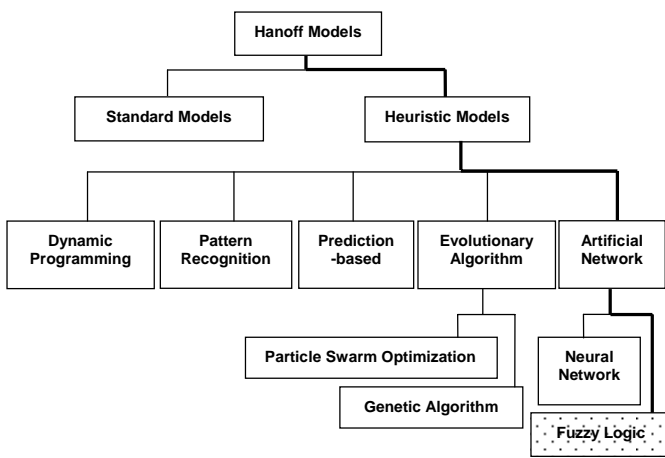 Hanoff Models
Standard Models
Heuristic Models
Dynamic
Programming
Pattern
Recognition
Prediction
-based
Evolutionary
Algorithm
Artificial
Network
Particle Swarm Optimization
Genetic Algorithm
Neural
Network
Fuzzy Logic